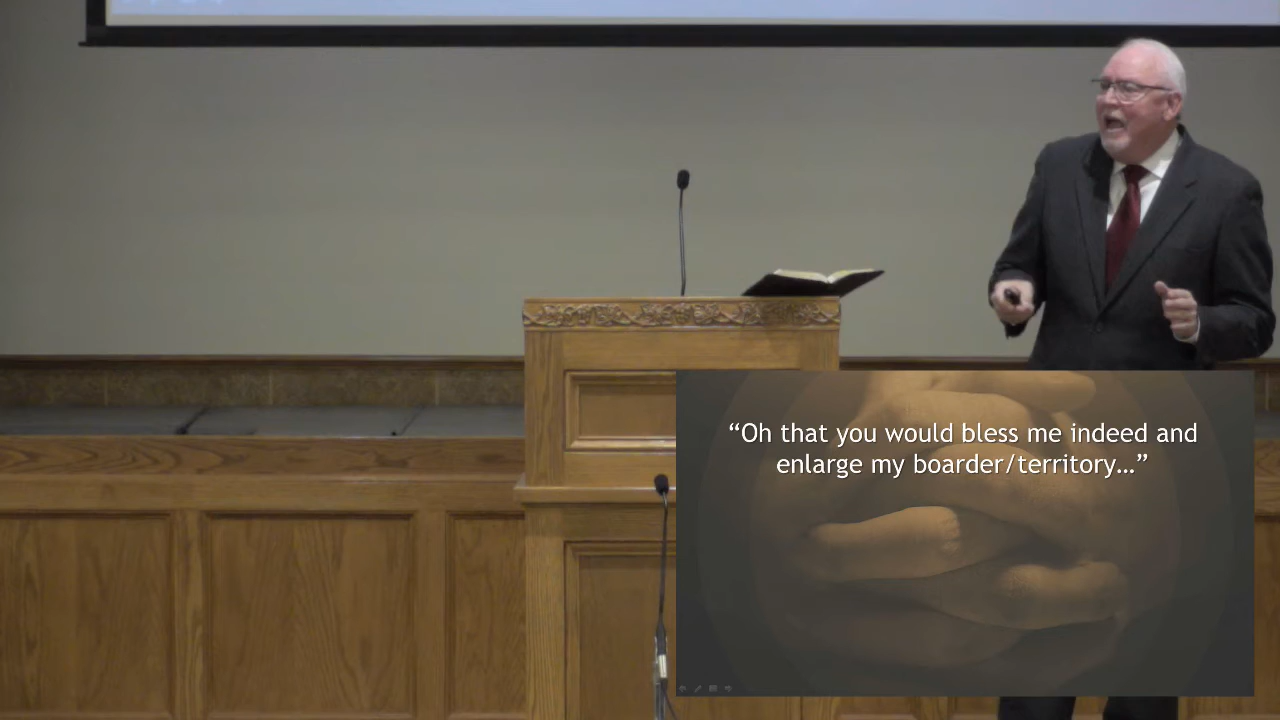 “Oh that you would bless me indeed and
enlarge my boarder/territory…”